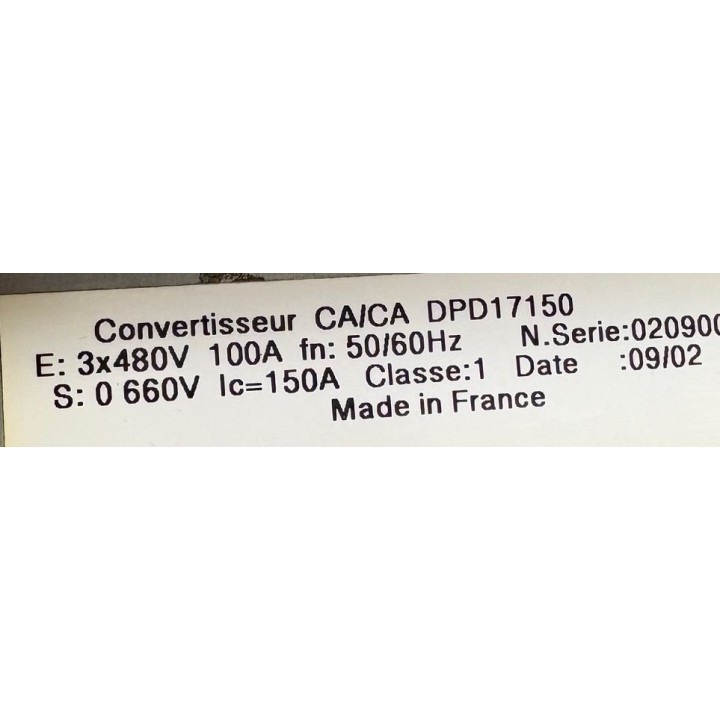 Convertisseur CA/CA DPD17150
E: 3x480V 100A fn: 50/60Hz N.Serie:020900
S: 0 660V Ic=150A Classe:1 Date :09/02
Made in France